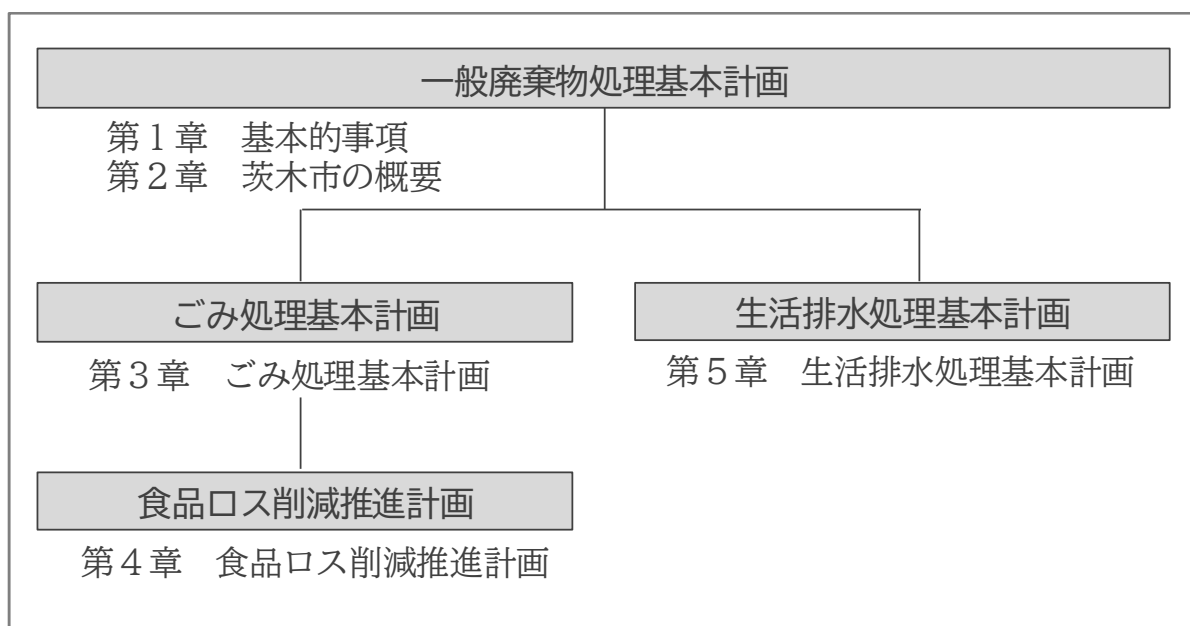 一般廃棄物処理基本計画
第１章　基本的事項
第２章　茨木市の概要
ごみ処理基本計画
第３章　ごみ処理基本計画
生活排水処理基本計画
第５章　生活排水処理基本計画
食品ロス削減推進計画
第４章　食品ロス削減推進計画